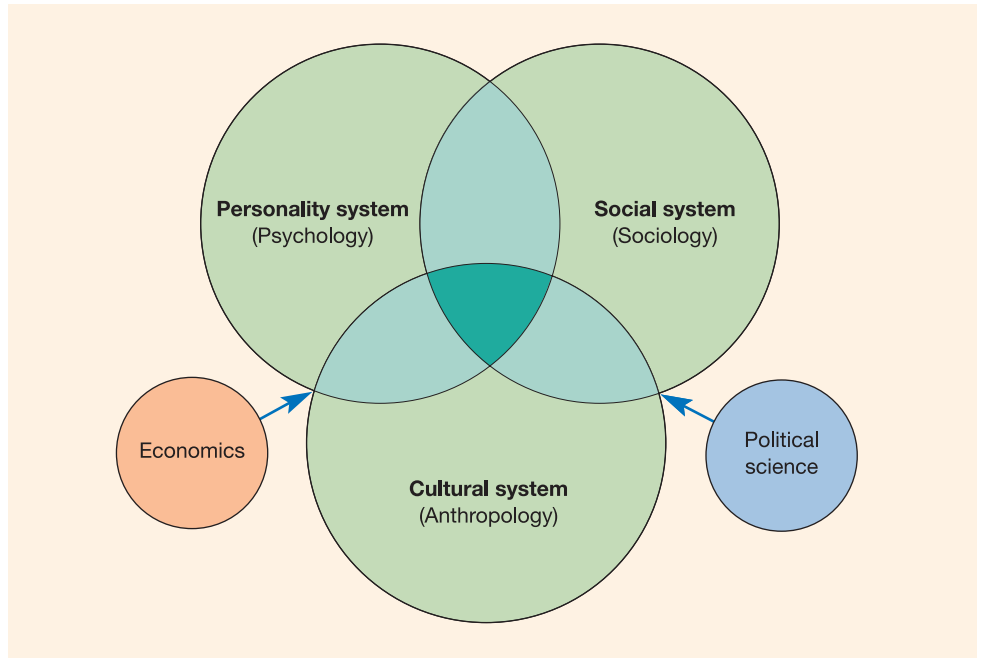 Personality system
(Psychology)
Social system
(Sociology)
Economics
Political
science
Cultural system
(Anthropology)